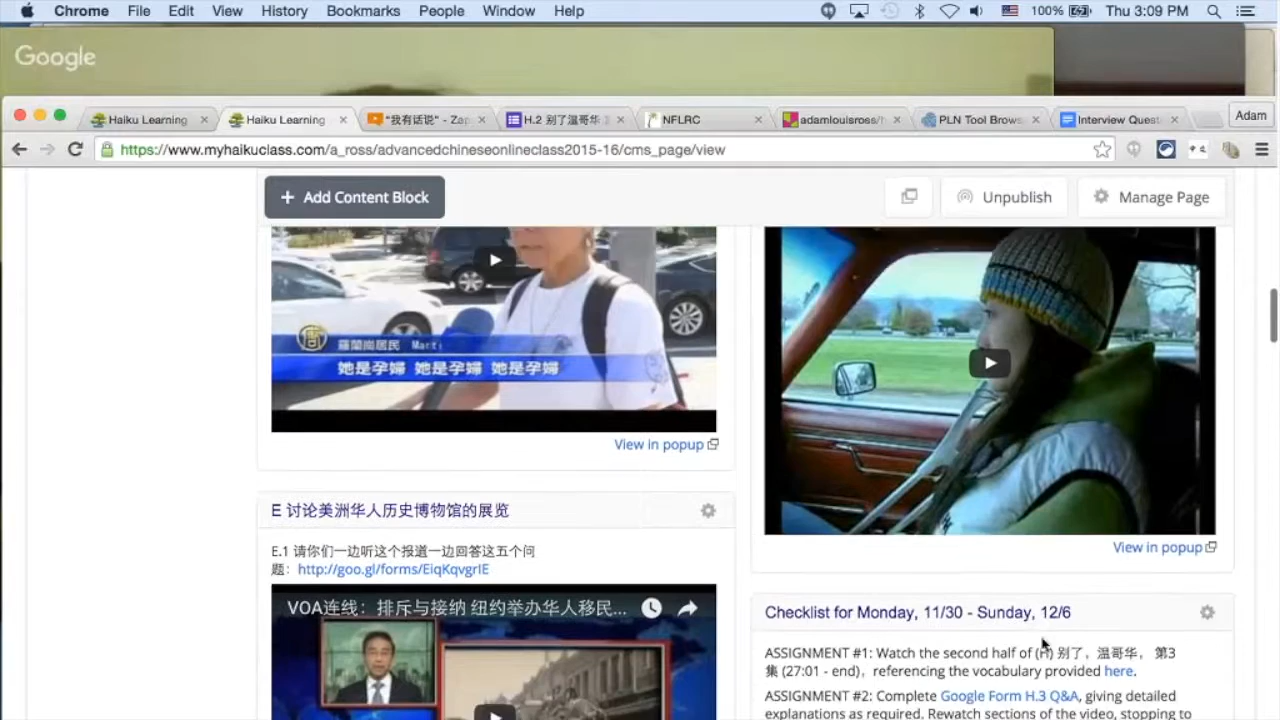 Chrome File Edit View History Bookmarks People Window Help 100% Thu 3:09 PM
Google
Haiku Learning
Haiku Learning
"我有话说" - Za
H.2 别了温哥华
NFLRC
adamlouisross/h
PLN Tool Brows
Interview Quest
Adam
https://www.myhaikuclass.com/a_ross/advancedchineseonlineclass2015-16/cms_page/view
+ Add Content Block
Unpublish
Manage Page
羅蘭崗居民
她是孕婦 她是孕婦 她是孕婦
View in popup
E 讨论美洲华人历史博物馆的展览
E.1 请你们一边听这个报道一边回答这五个问
题：http://goo.gl/forms/EiqKqvgrIE
VOA连线：排斥与接纳 纽约举办华人移民...
View in popup
Checklist for Monday, 11/30 - Sunday, 12/6
ASSIGNMENT #1: Watch the second half of (H) 别了，温哥华， 第3
集 (27:01 - end)，referencing the vocabulary provided here.
ASSIGNMENT #2: Complete Google Form H.3 Q&A, giving detailed
explanations as required. Rewatch sections of the video, stopping to